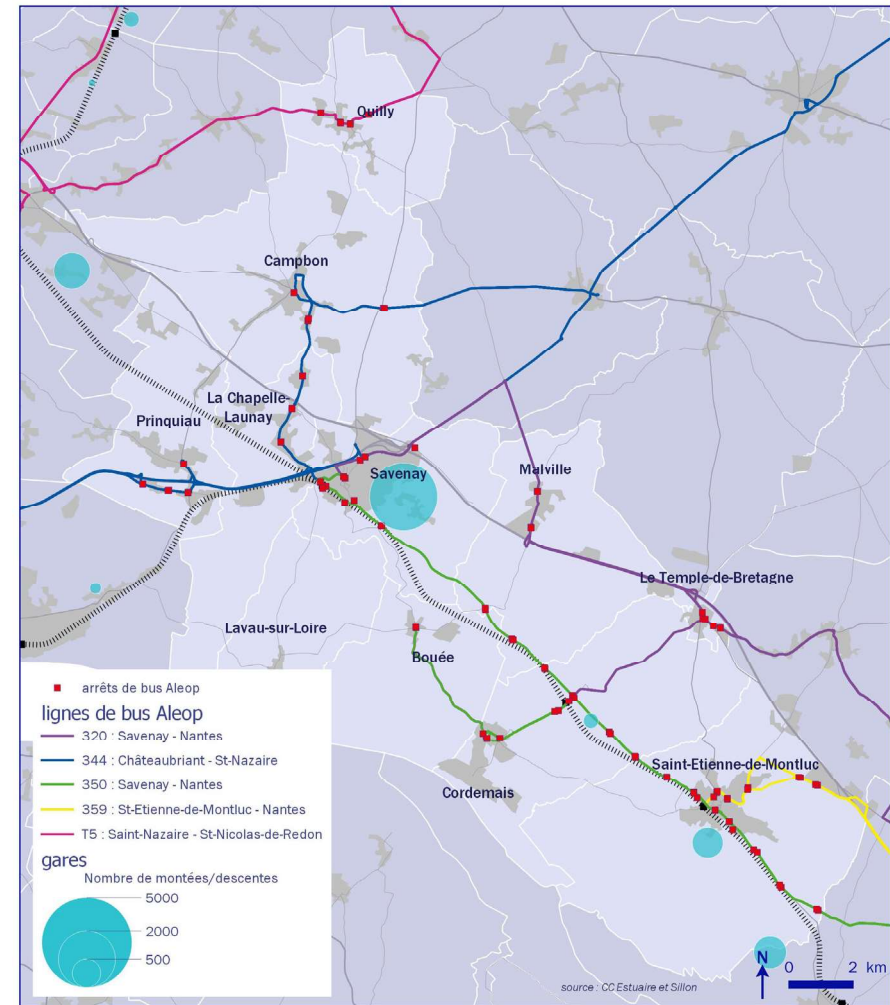 Quilly
Campbon
La Chapelle-
Launay
Prinquiau
Savenay
Malville
Le Temple-de-Bretagne
Lavau-sur-Loire
Bouée
Saint-Etienne-de-Montluc
Cordemais
arrêts de bus Aleop
lignes de bus Aleop
320 : Savenay - Nantes
344 : Châteaubriant - St-Nazaire
350 : Savenay - Nantes
359 : St-Etienne-de-Montluc - Nantes
T5 : Saint-Nazaire - St-Nicolas-de-Redon
gares
Nombre de montées/descentes
5000
2000
500
source : CC Estuaire et Sillon
N
0 2 km